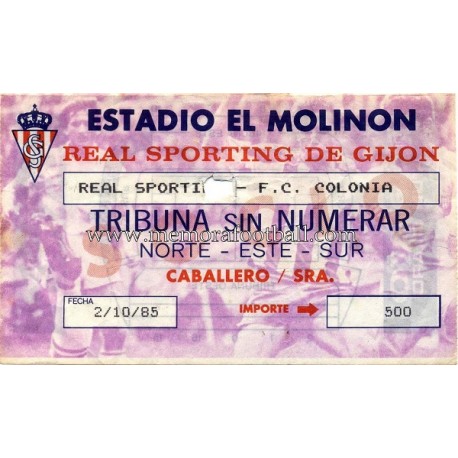 ESTADIO EL MOLINON
REAL SPORTING DE GIJON
REAL SPORTI - F.C. COLONIA
TRIBUNA SIN NUMERAR
www.memorafootball.com
NORTE - ESTE - SUR
CABALLERO / SRA.
FECHA
2/10/85
IMPORTE
500